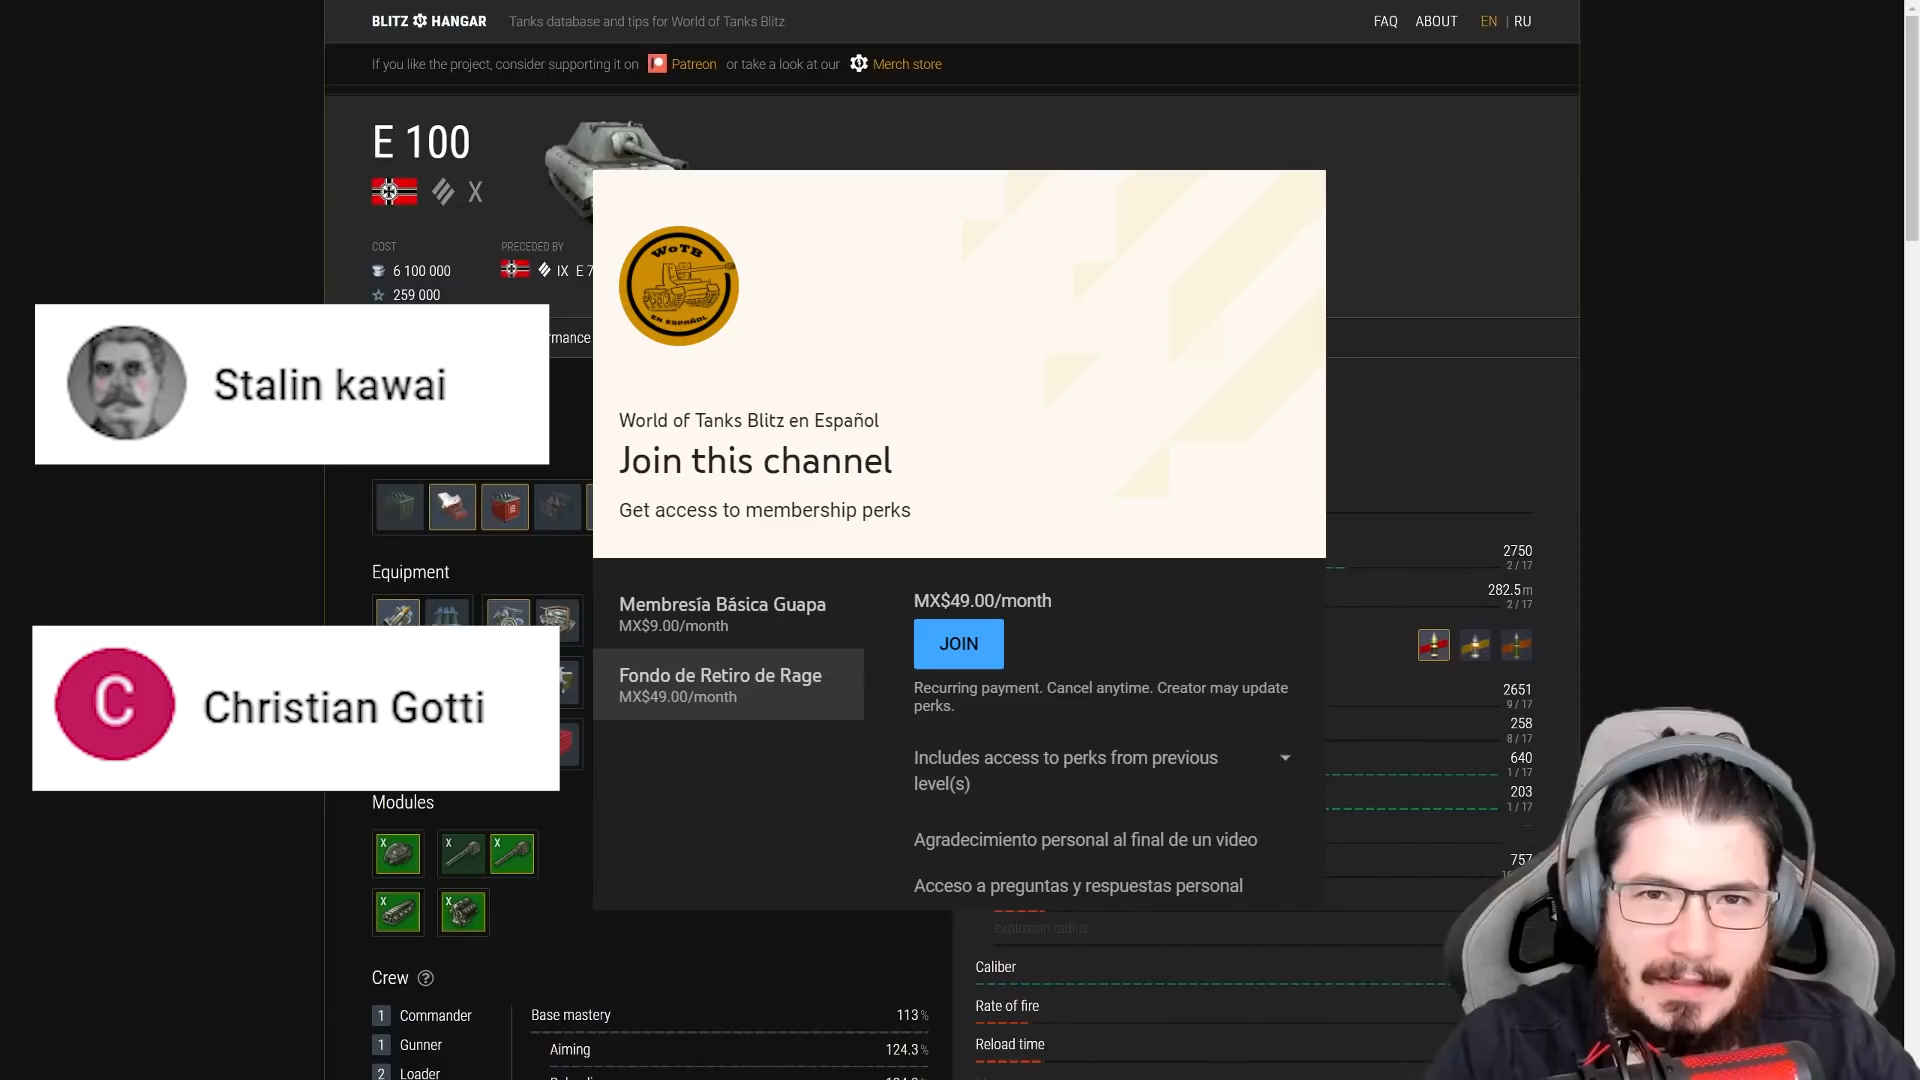 BLITZ HANGAR
Tanks database and tips for World of Tanks Blitz
FAQ ABOUT EN | RU
If you like the project, consider supporting it on Patreon or take a look at our Merch store
E 100
X
COST
PRECEDED BY
6 100 000
IX E 7
259 000
rmance
WoTB
EN ESPAÑOL
World of Tanks Blitz en Español
Join this channel
Get access to membership perks
Stalin kawai
C
Christian Gotti
Equipment
Membresía Básica Guapa
MX$9.00/month
Fondo de Retiro de Rage
MX$49.00/month
MX$49.00/month
JOIN
Recurring payment. Cancel anytime. Creator may update
perks.
Includes access to perks from previous
level(s)
Agradecimiento personal al final de un video
Acceso a preguntas y respuestas personal
2750
2 / 17
282.5 m
2 / 17
2651
9 / 17
258
8 / 17
640
1 / 17
203
1 / 17
757
Modules
X
X
X
X
X
explosion radius
Caliber
Rate of fire
Reload time
Crew ?
1 Commander
1 Gunner
2 Loader
Base mastery 113 %
Aiming 124.3 %